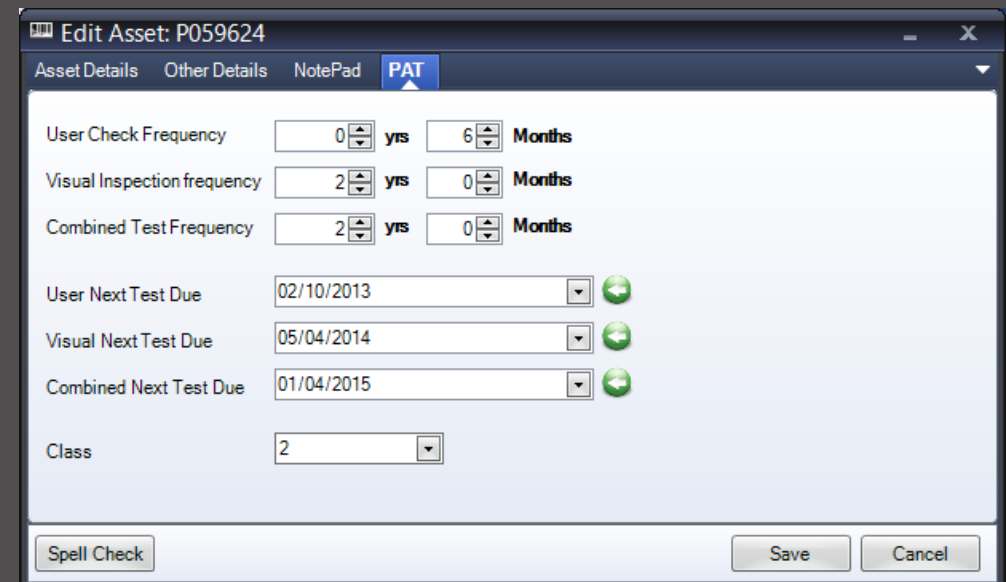 Edit Asset: P059624
Asset Details Other Details NotePad PAT
User Check Frequency 0 yrs 6 Months
Visual Inspection frequency 2 yrs 0 Months
Combined Test Frequency 2 yrs 0 Months
User Next Test Due 02/10/2013
Visual Next Test Due 05/04/2014
Combined Next Test Due 01/04/2015
Class 2
Spell Check Save Cancel